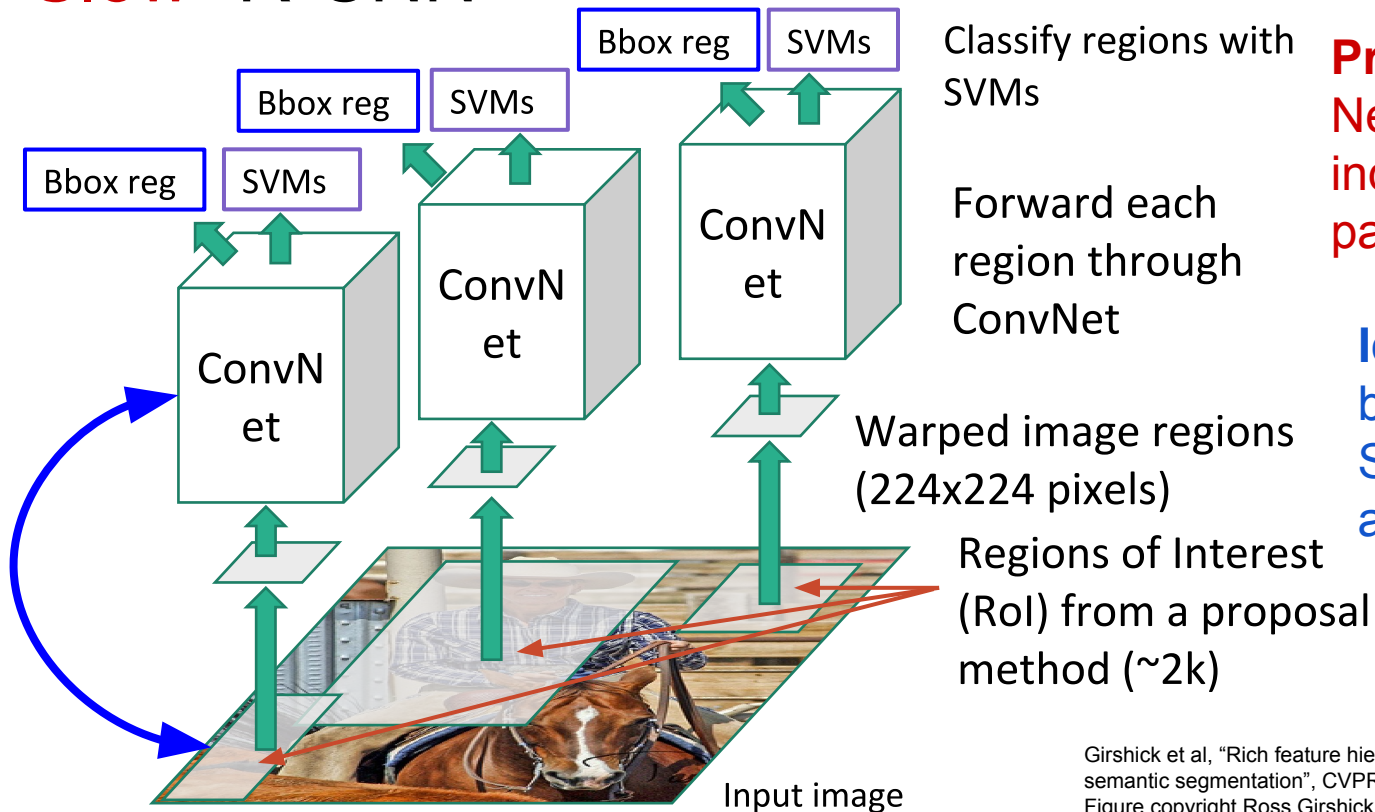 "Slow" R-CNN
Bbox reg
SVMs
Classify regions with
SVMs
Bbox reg
SVMs
Bbox reg
SVMs
ConvN
et
Forward each
region through
ConvNet
ConvN
et
ConvN
et
Warped image regions
(224x224 pixels)
Regions of Interest
(RoI) from a proposal
method (~2k)
Input image
Girshick et al, “Rich feature
semantic segmentation”, CVPR
Figure copyright Ross Girshick